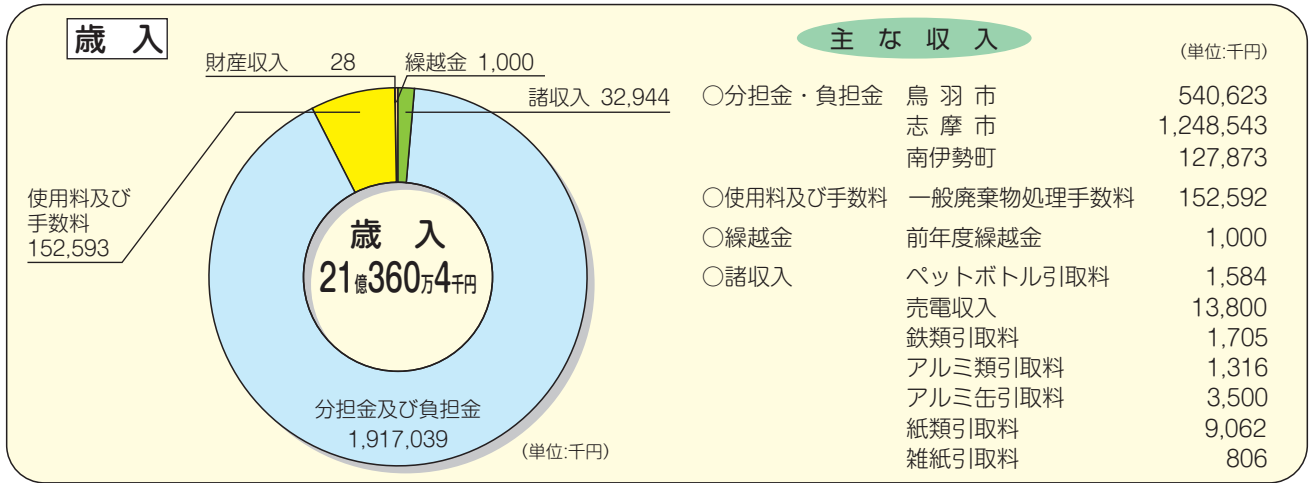 歳 入
財産収入 28
繰越金 1,000
諸収入 32,944
使用料及び
手数料
152,593
歳 入
21億360万4千円
分担金及び負担金
1,917,039
(単位:千円)
主 な 収 入
(単位:千円)
○分担金・負担金 鳥 羽 市 540,623
志 摩 市 1,248,543
南伊勢町 127,873
○使用料及び手数料 一般廃棄物処理手数料 152,592
○繰越金 前年度繰越金 1,000
○諸収入 ペットボトル引取料 1,584
売電収入 13,800
鉄類引取料 1,705
アルミ類引取料 1,316
アルミ缶引取料 3,500
紙類引取料 9,062
雑紙引取料 806